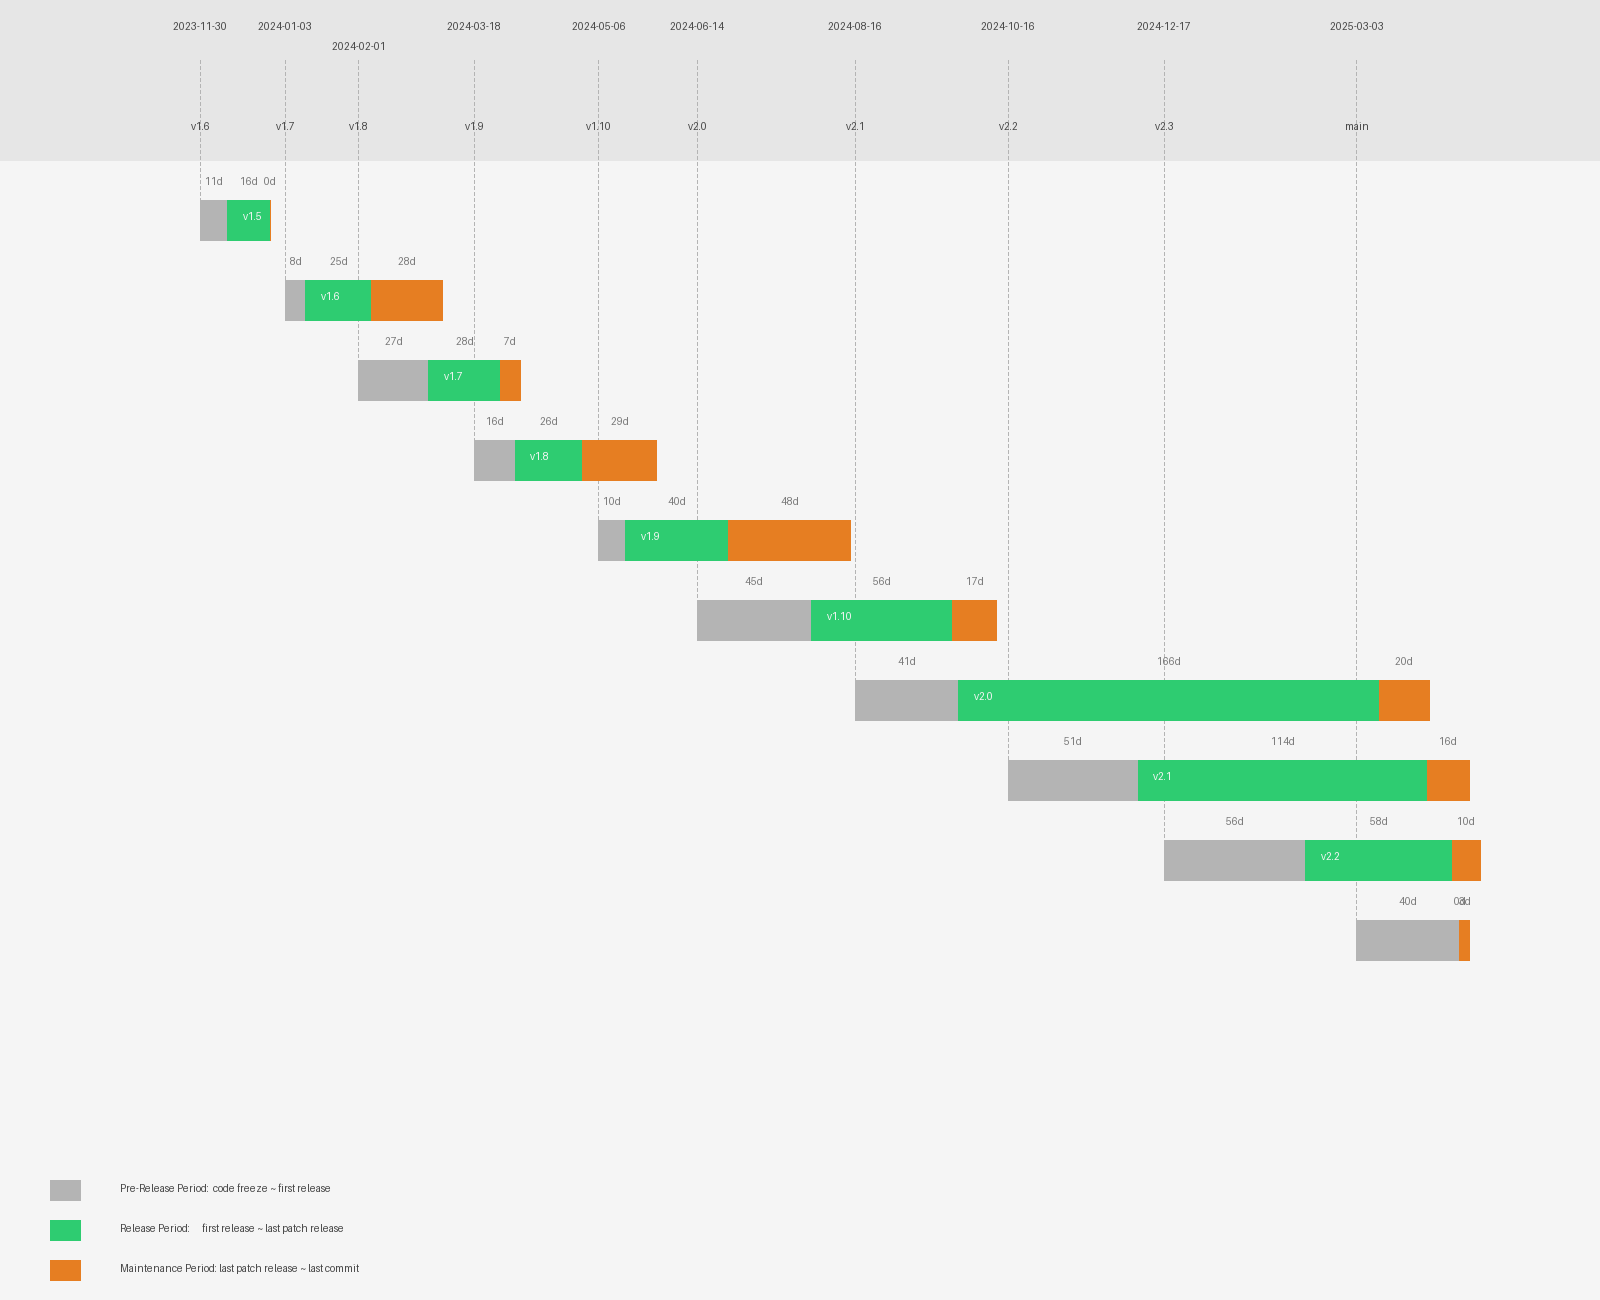 2023-11-30 2024-01-03 2024-03-18 2024-05-06 2024-06-14 2024-08-16 2024-10-16 2024-12-17 2025-03-03
2024-02-01
v1.6 v1.7 v1.8 v1.9 v1.10 v2.0 v2.1 v2.2 v2.3 main
11d 16d 0d
v1.5
8d 25d 28d
v1.6
27d 28d 7d
v1.7
16d 26d 29d
v1.8
10d 40d 48d
v1.9
45d 56d 17d
v1.10
41d 166d 20d
v2.0
51d 114d 16d
v2.1
56d 58d 10d
v2.2
40d
Pre-Release Period: code freeze ~ first release
Release Period: first release ~ last patch release
Maintenance Period: last patch release ~ last commit